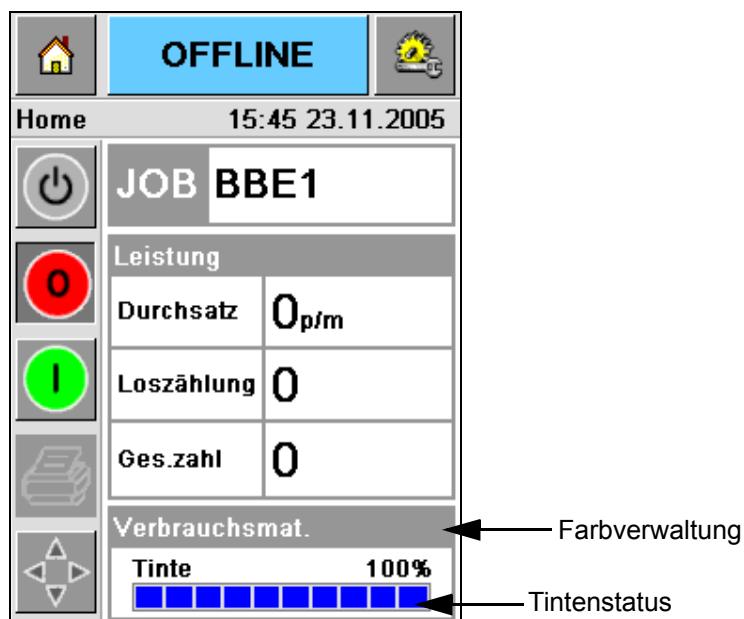 OFFLINE
Home 15:45 23.11.2005
JOB BBE1
Leistung
Durchsatz 0p/m
Loszählung 0
Ges.zahl 0
Verbrauchsmat.
Farbverwaltung
Tinte 100%
Tintenstatus